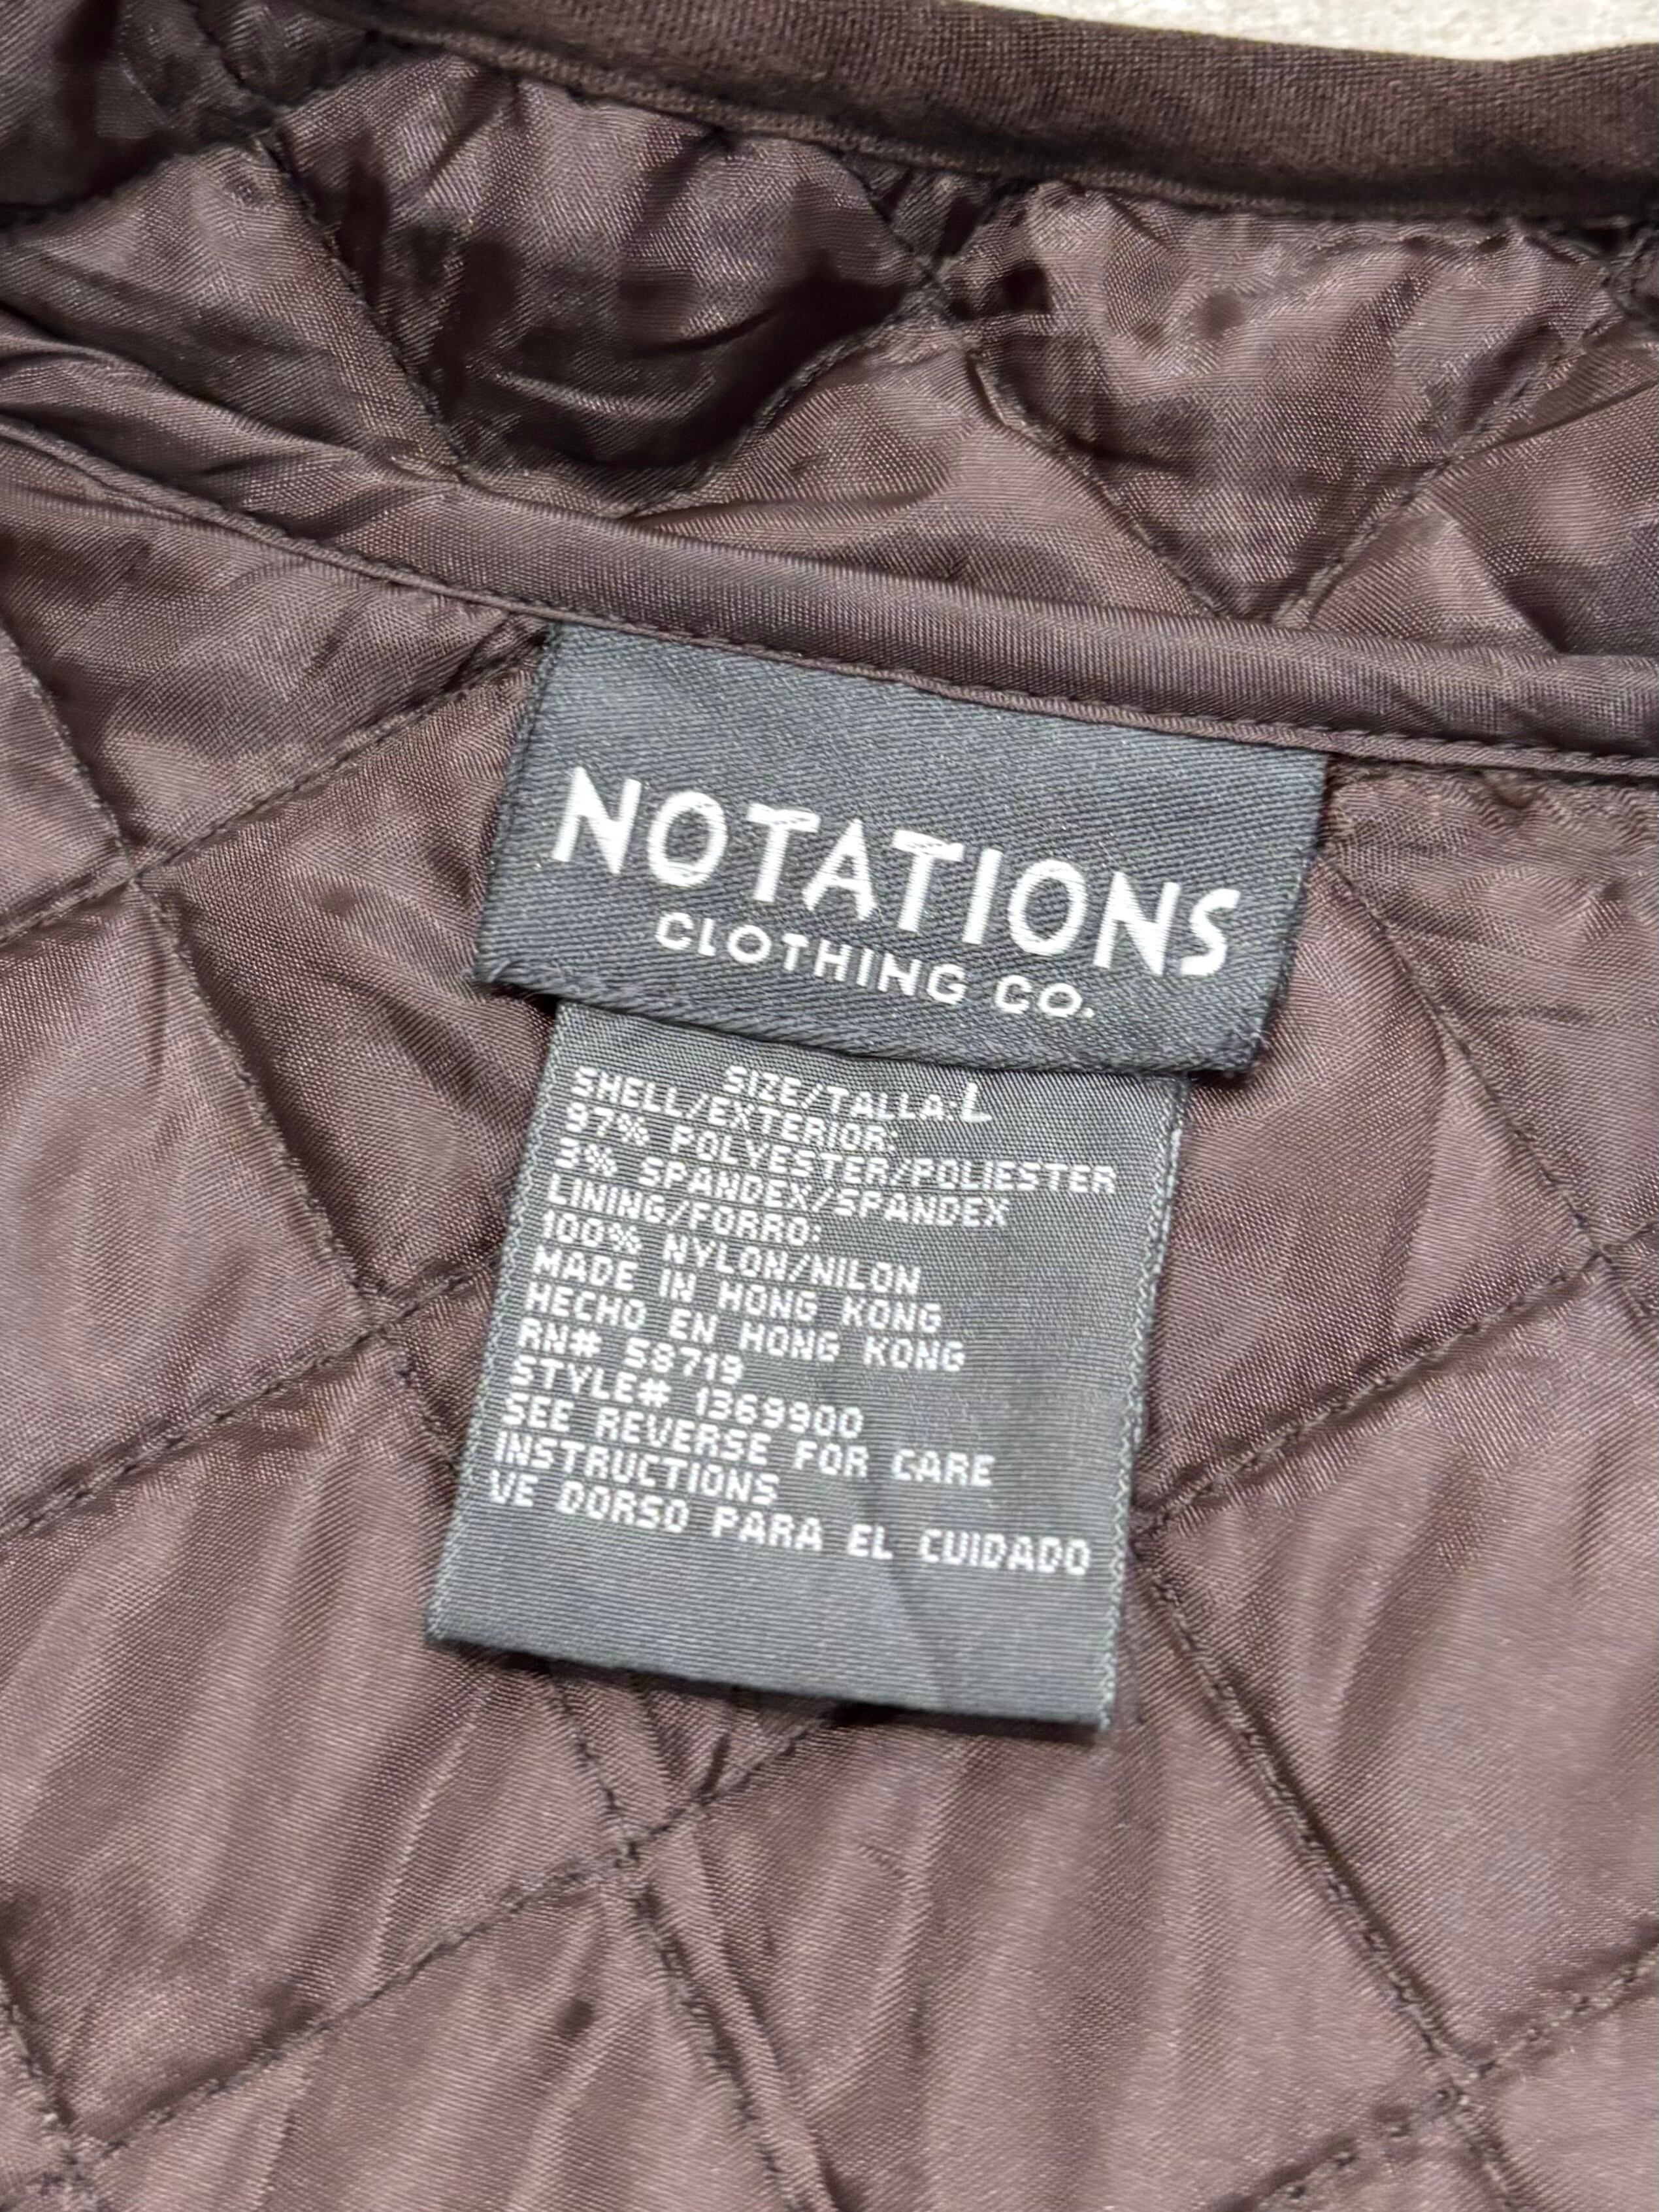 NOTATIONS
CLOTHING CO.
SIZE/TALLA:L
SHELL/EXTERIOR:
97% POLYESTER/POLIESTER
3% SPANDEX/SPANDEX
LINING/FORRO:
100% NYLON/NILON
MADE IN HONG KONG
HECHO EN HONG KONG
RN# 58719
STYLE# 1369900
SEE REVERSE FOR CARE
INSTRUCTIONS
VE DORSO PARA EL CUIDADO